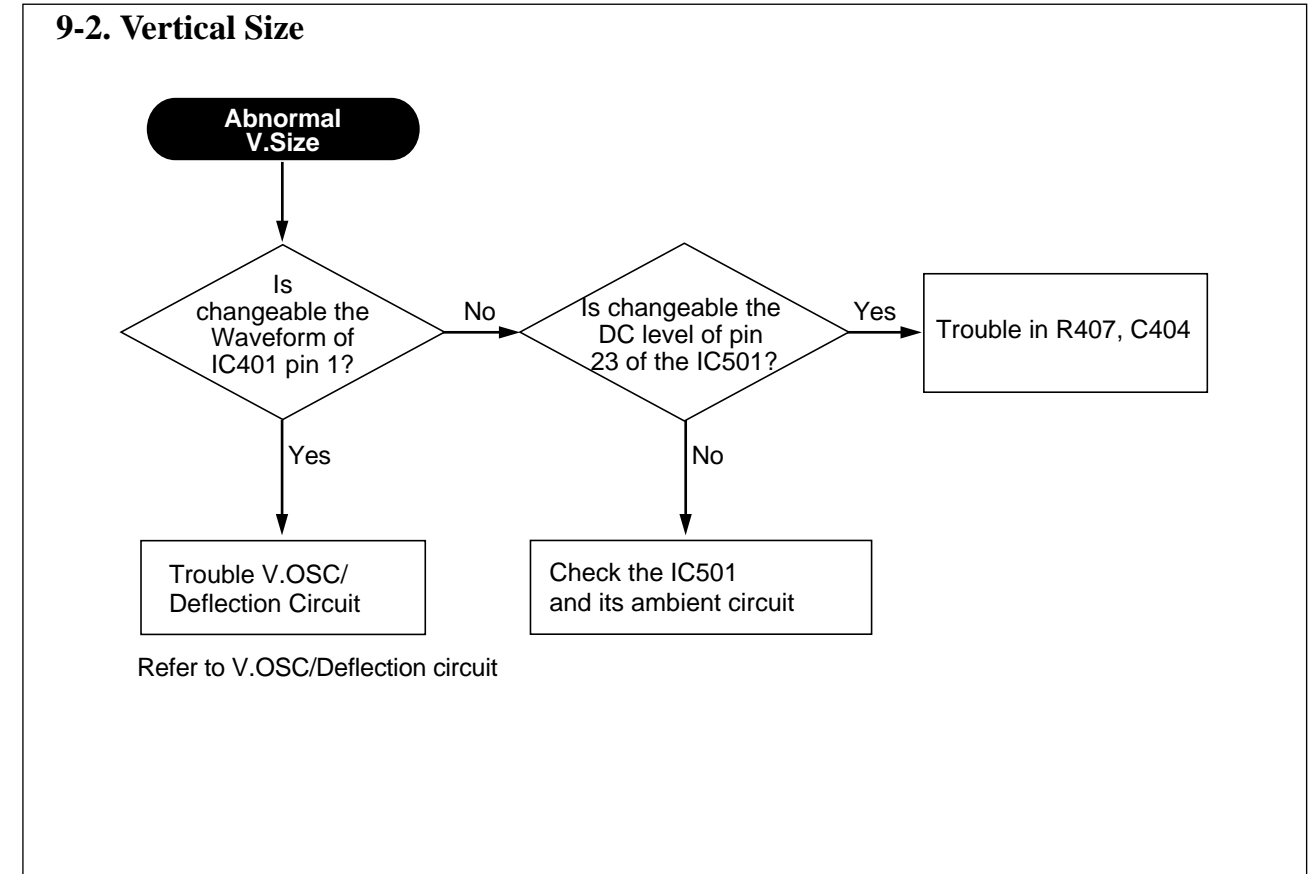 9-2. Vertical Size
Abnormal
V.Size
Is
changeable the
Waveform of
IC401 pin 1?
No
Is changeable the
DC level of pin
23 of the IC501?
Yes
Trouble in R407, C404
Yes
No
Trouble V.OSC/
Deflection Circuit
Check the IC501
and its ambient circuit
Refer to V.OSC/Deflection circuit